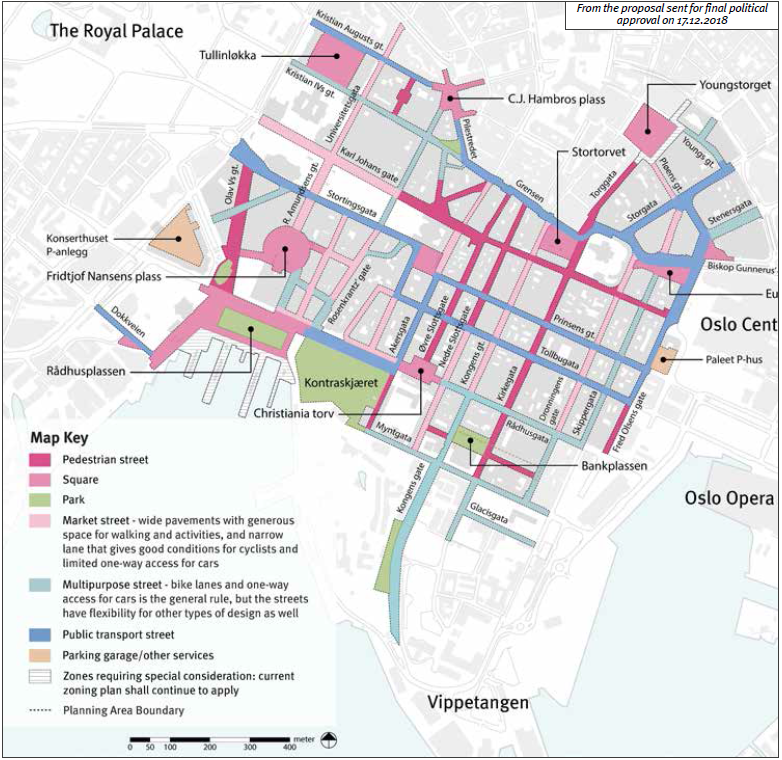 From the proposal sent for final political
approval on 17.12.2018
The Royal Palace
Kristian Augusts gt.
Tullinløkka
Kristian IVs gt.
Universitetsgata
C.J. Hambros plass
Youngstorget
Pilestredet
Stortorvet
Youngs gt.
Karl Johans gate
Pløens gt.
Olav Vs gt.
R. Amundsens gt.
Grensen
Torggata
Stortingsgata
Storgata
Stenersgata
Konserthuset
P-anlegg
Fridtjof Nansens plass
Biskop Gunnerus'
Rosenkrantz' gate
Eu
Dokkveien
Akersgata
Øvre Slottsgate
Nedre Slottsgate
Prinsens gt.
Oslo Cent
Kongens gt.
Tollbugata
Paleet P-hus
Rådhusplassen
Kontraskjæret
Kirkegata
Dronningens
gate
Skippergata
Fred Olsens gate
Christiania torv
Myntgata
Rådhusgata
Bankplassen
Map Key
Pedestrian street
Square
Park
Market street - wide pavements with generous
space for walking and activities, and narrow
lane that gives good conditions for cyclists and
limited one-way access for cars
Multipurpose street - bike lanes and one-way
access for cars is the general rule, but the streets
have flexibility for other types of design as well
Public transport street
Parking garage/other services
Zones requiring special consideration: current
zoning plan shall continue to apply
Planning Area Boundary
Kongens gate
Glacisgata
Oslo Opera
Vippetangen
meter
0 50 100 200 300 400